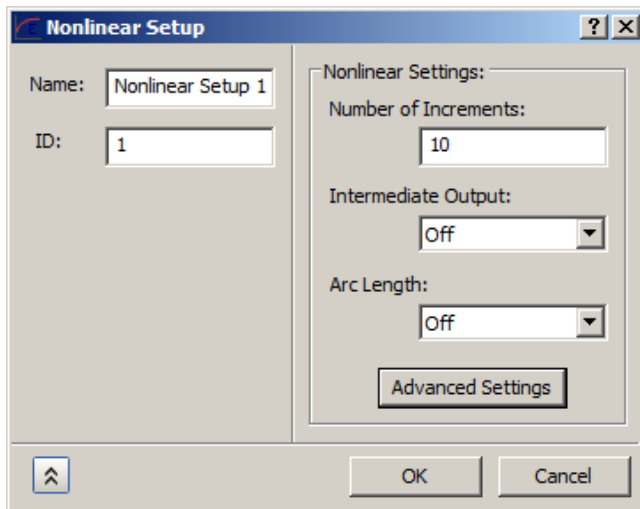 Nonlinear Setup
Name: Nonlinear Setup 1
ID: 1
Nonlinear Settings:
Number of Increments:
10
Intermediate Output:
Off
Arc Length:
Off
Advanced Settings
OK Cancel